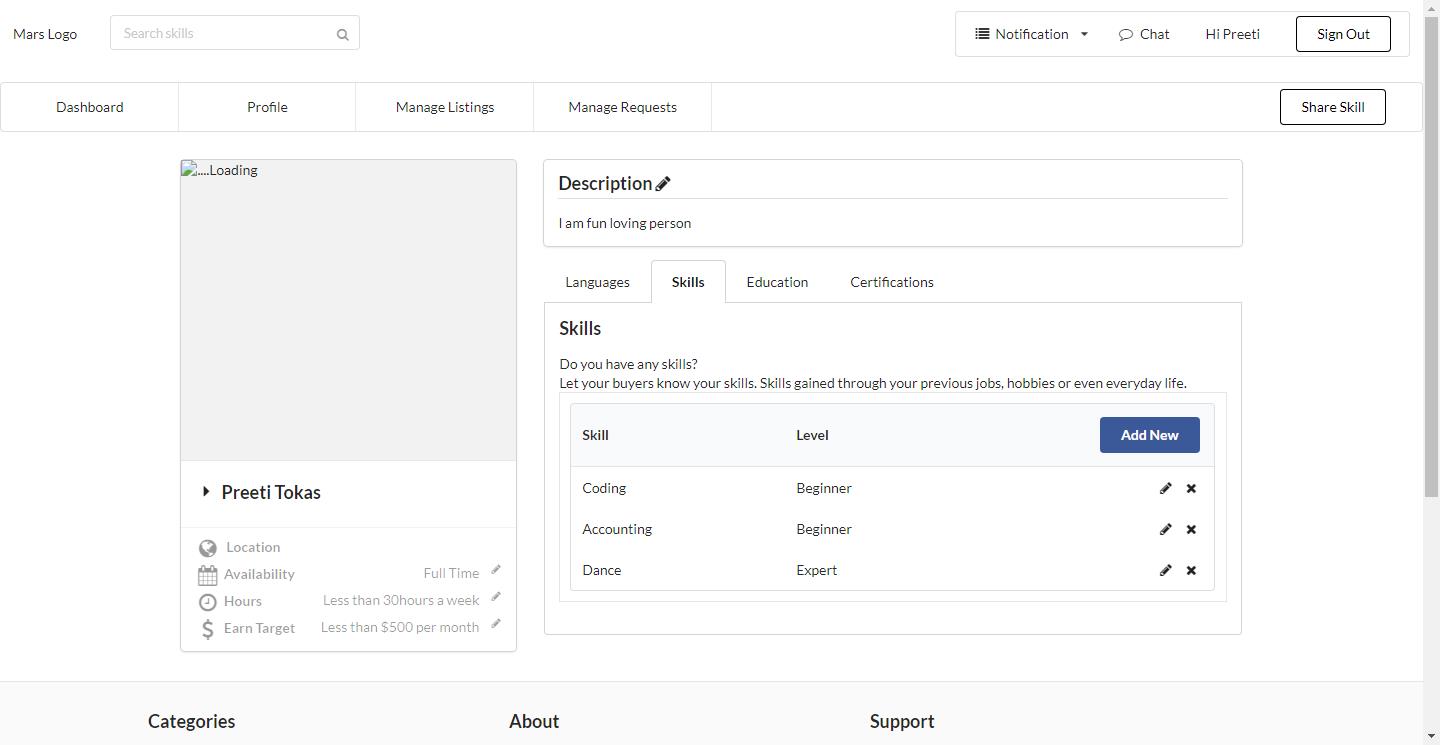 Mars Logo
Search skills
Notification
Chat
Hi Preeti
Sign Out
Dashboard
Profile
Manage Listings
Manage Requests
Share Skill
....Loading
Description
I am fun loving person
Languages
Skills
Education
Certifications
Skills
Do you have any skills?
Let your buyers know your skills. Skills gained through your previous jobs, hobbies or even everyday life.
Skill Level Add New
Coding Beginner
Accounting Beginner
Dance Expert
Preeti Tokas
Location
Availability Full Time
Hours Less than 30hours a week
Earn Target Less than $500 per month
Categories
About
Support